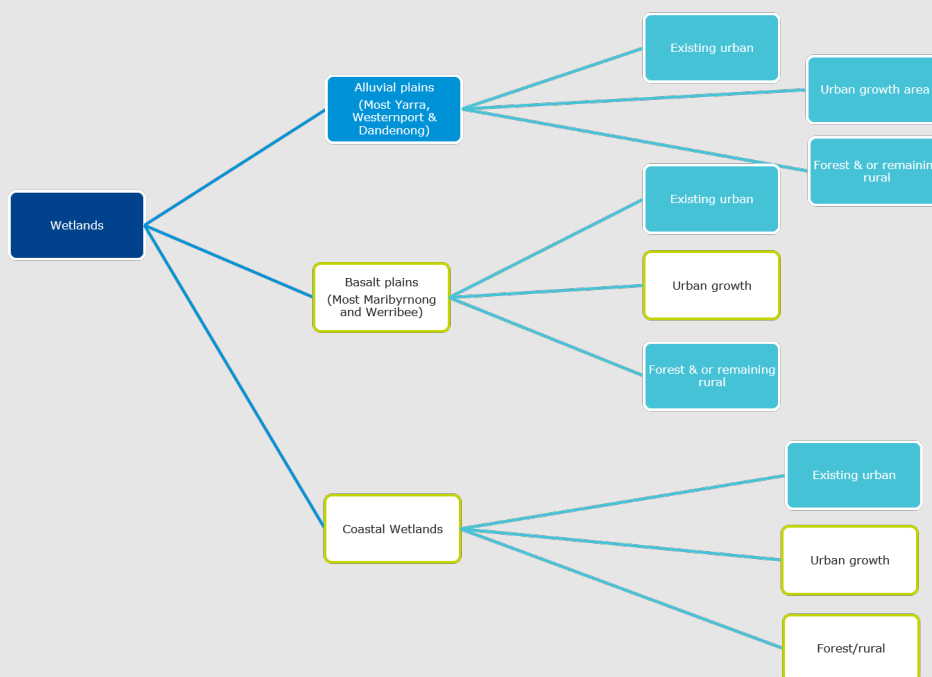 Existing urban
Alluvial plains
(Most Yarra,
Westernport &
Dandenong)
Urban growth area
Forest & or remainin
rural
Wetlands
Existing urban
Basalt plains
(Most Maribyrnong
and Werribee)
Urban growth
Forest & or remaining
rural
Existing urban
Coastal Wetlands
Urban growth
Forest/rural